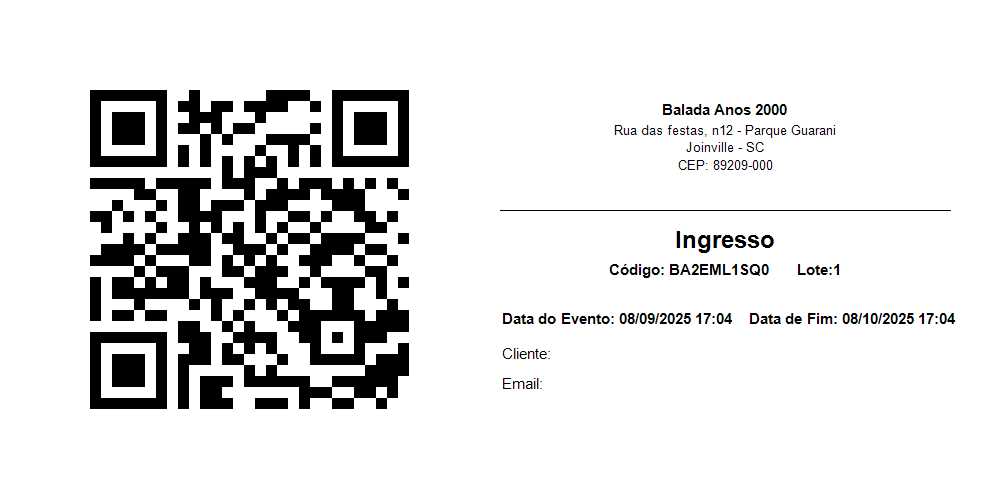 Balada Anos 2000
Rua das festas, n12 - Parque Guarani
Joinville - SC
CEP: 89209-000
Ingresso
Código: BA2EML1SQ0 Lote:1
Data do Evento: 08/09/2025 17:04 Data de Fim: 08/10/2025 17:04
Cliente:
Email: